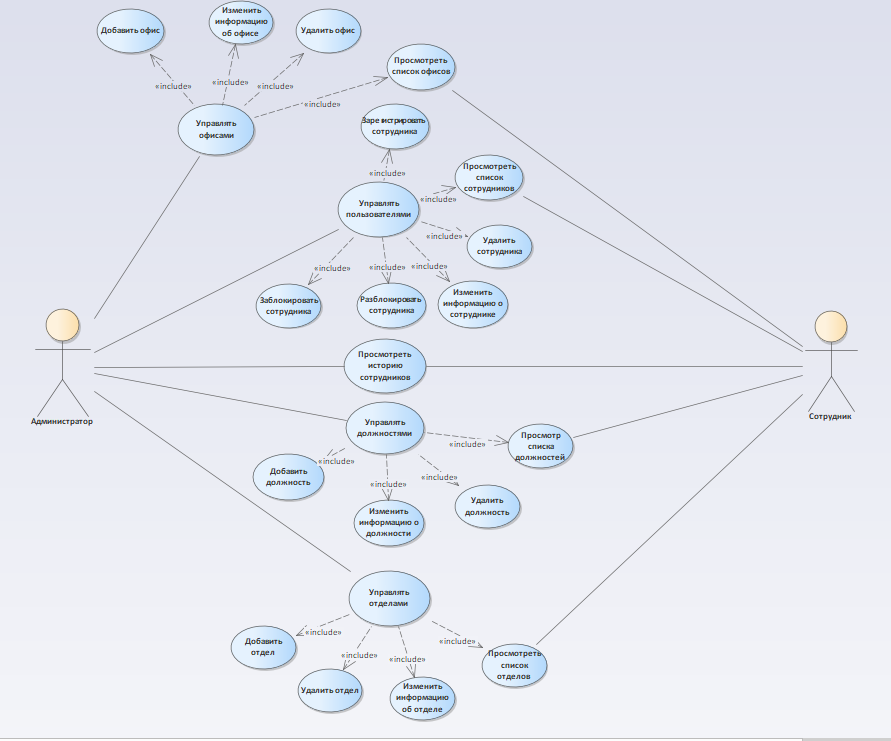 Добавить офис
Изменить
информацию
об офисе
Удалить офис
Просмотреть
список офисов
«include»
«include»
«include»
«include»
Управлять
офисами
Зарегистрировать
сотрудника
«include»
Просмотреть
список
сотрудников
«include»
Управлять
пользователями
«include»
Удалить
сотрудника
«include»
«include»
«include»
Заблокировать
сотрудника
Разблокировать
сотрудника
Изменить
информацию о
сотруднике
Администратор
Сотрудник
Просмотреть
историю
сотрудников
Управлять
должностями
«include»
Просмотр
списка
должностей
«include»
Добавить
должность
«include»
«include»
Изменить
информацию о
должности
Удалить
должность
Управлять
отделами
«include»
«include»
«include»
«include»
Добавить
отдел
Удалить отдел
Изменить
информацию
об отделе
Просмотреть
список
отделов